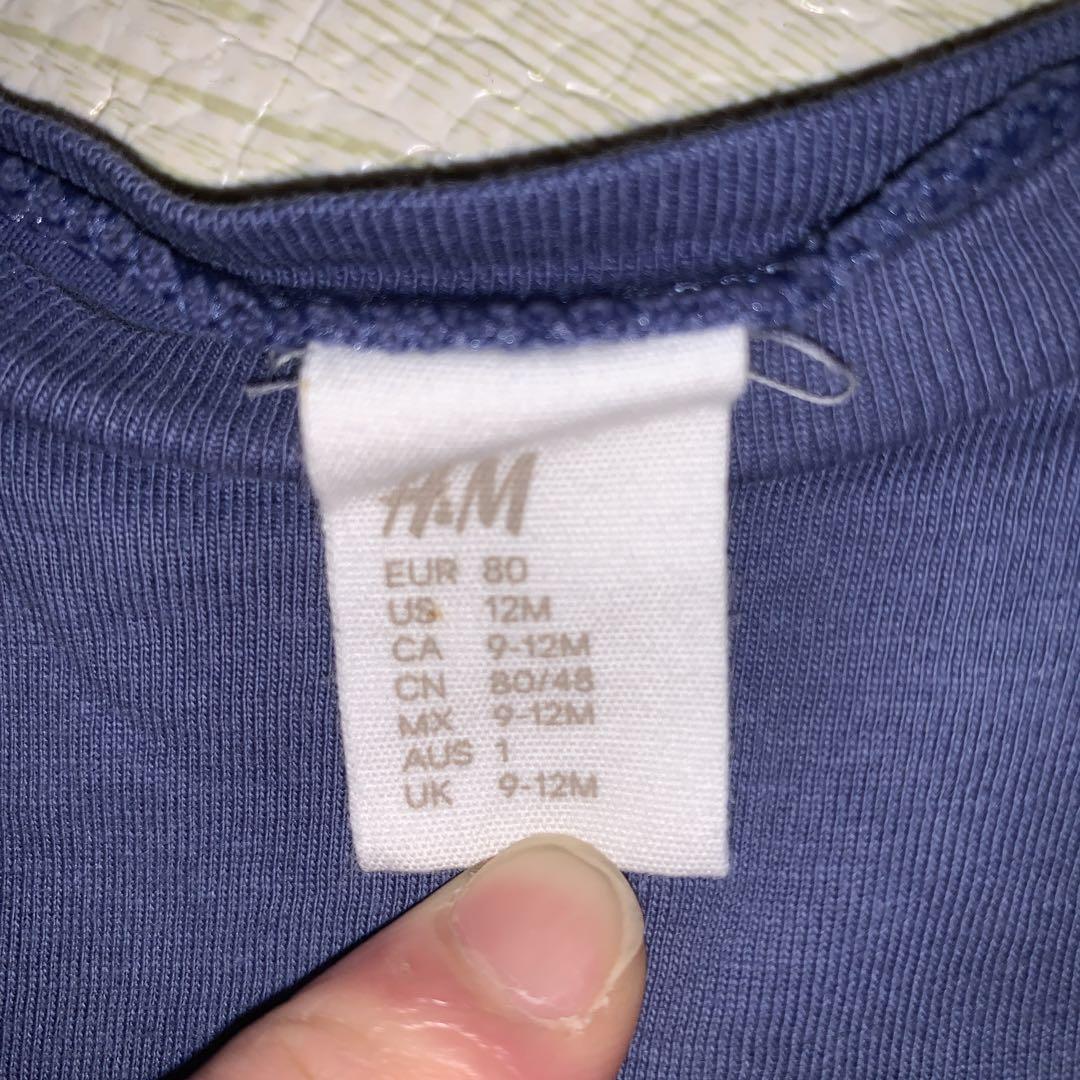 H&M
EUR 80
US 12M
CA 9-12M
CN 80/48
MX 9-12M
AUS 1
UK 9-12M